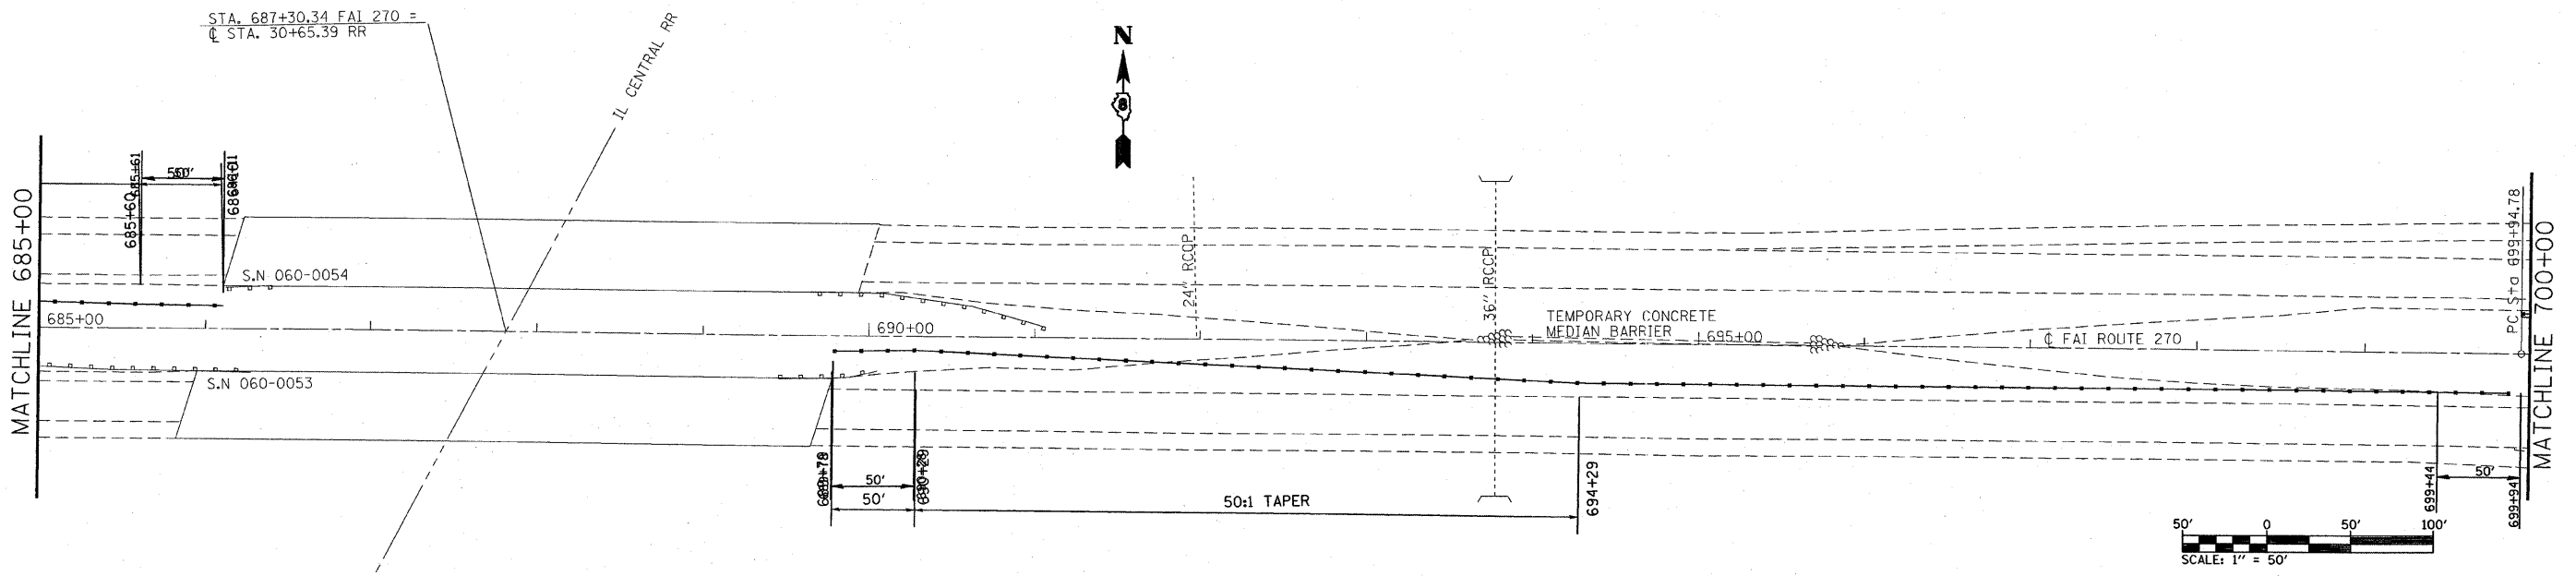 STA. 687+30.34 FAI 270 =
℄ STA. 30+65.39 RR
IL CENTRAL RR
N
8
MATCHLINE 685+00
685+60
685+61
50'
S.N 060-0054
685+00
S.N 060-0053
690+00
24" RCCP
36" RCCP
TEMPORARY CONCRETE
MEDIAN BARRIER
695+00
℄ FAI ROUTE 270
PC Sta 699+94.78
MATCHLINE 700+00
50'
50'
50:1 TAPER
694+29
699+44
50'
699+94
50' 0 50' 100'
SCALE: 1" = 50'